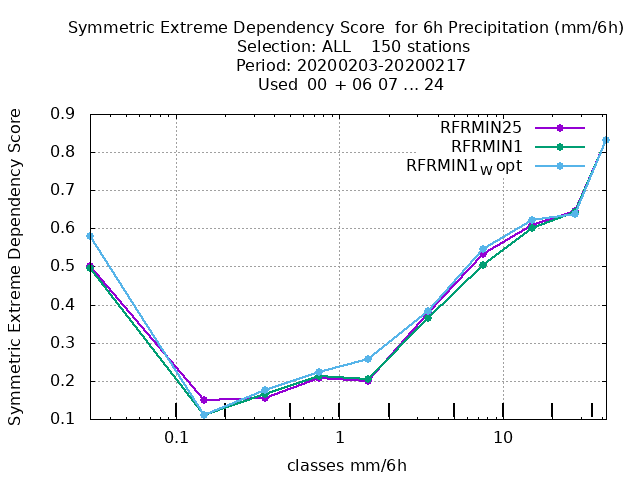 Symmetric Extreme Dependency Score  for 6h Precipitation (mm/6h)
Selection: ALL    150 stations
Period: 20200203-20200217
Used  00  + 06 07 ... 24
Symmetric Extreme Dependency Score
0.9
0.8
0.7
0.6
0.5
0.4
0.3
0.2
0.1
RFRMIN25
RFRMIN1
RFRMIN1W opt
0.1
1
10
classes mm/6h